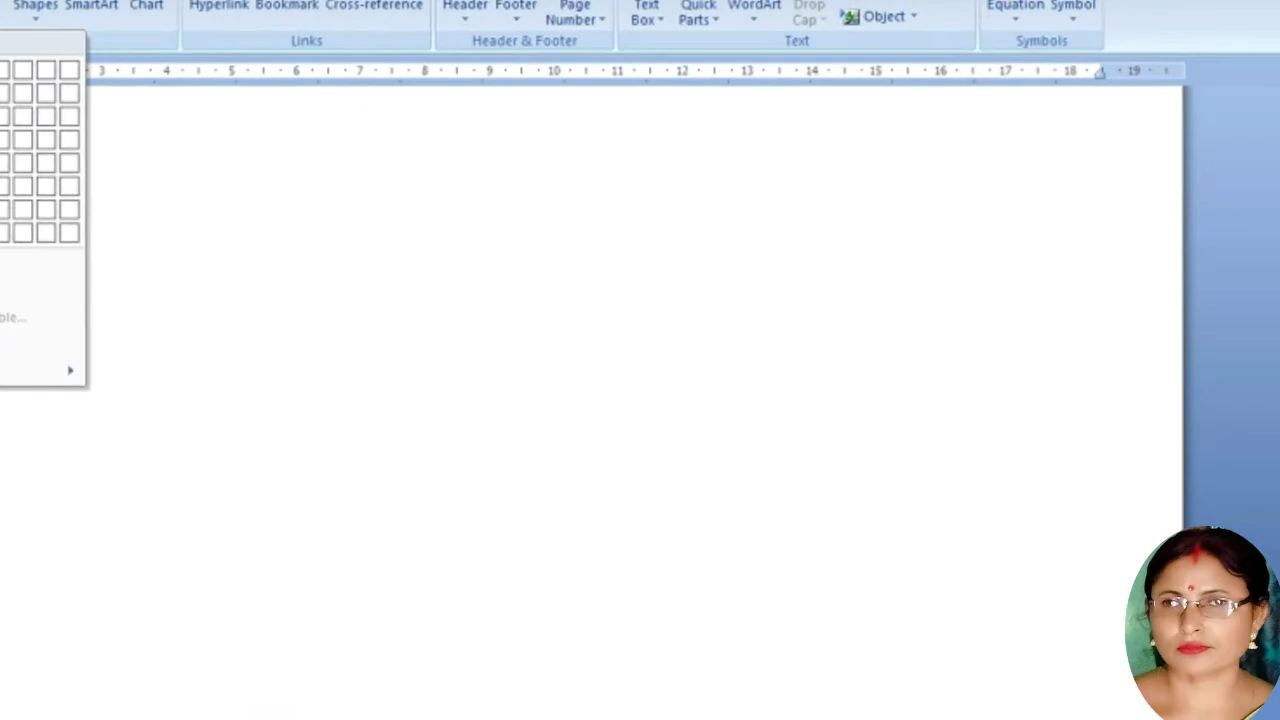 Shapes SmartArt Chart Hyperlink Bookmark Cross-reference Header Footer Page Number Text Box Quick Parts WordArt Drop Cap Object Equation Symbol
Links Header & Footer Text Symbols
3 4 5 6 7 8 9 10 11 12 13 14 15 16 17 18 19
ble...